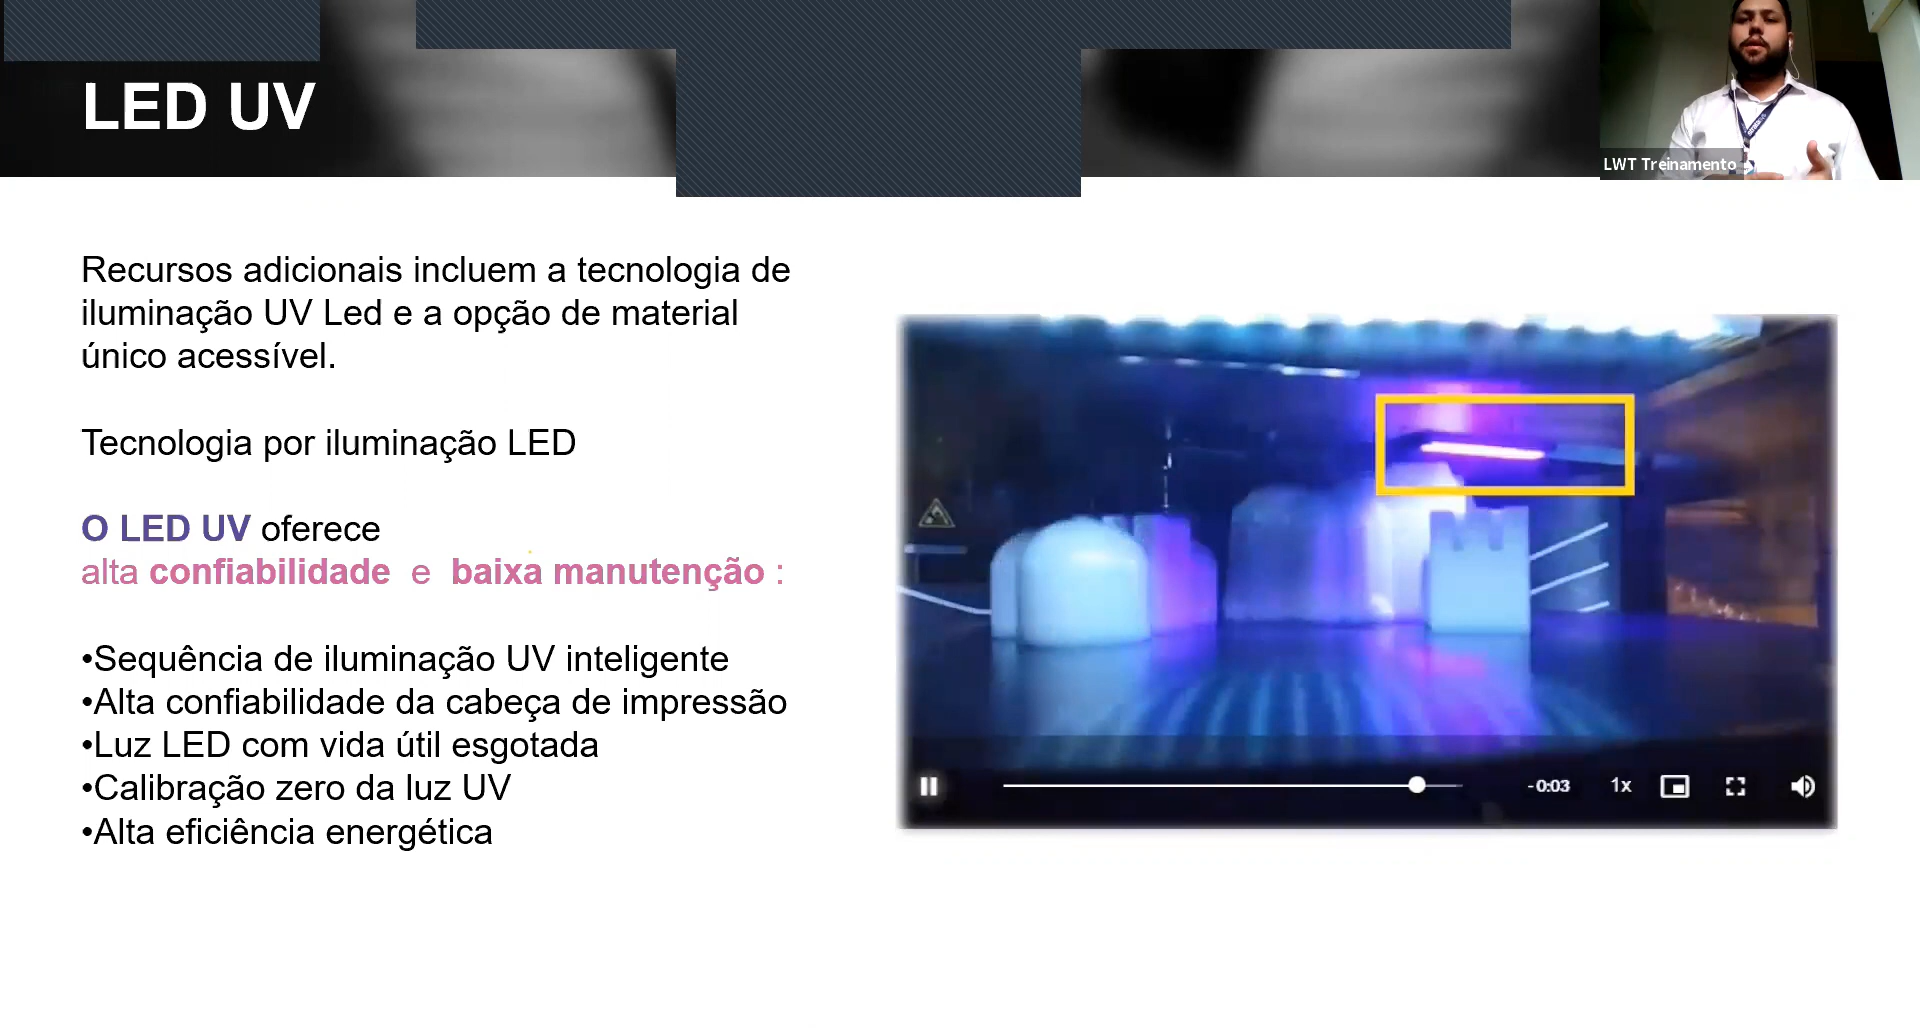 LED UV
LWT Treinamento
Recursos adicionais incluem a tecnologia de
iluminação UV Led e a opção de material
único acessível.
Tecnologia por iluminação LED
O LED UV oferece
alta confiabilidade e baixa manutenção :
•Sequência de iluminação UV inteligente
•Alta confiabilidade da cabeça de impressão
•Luz LED com vida útil esgotada
•Calibração zero da luz UV
•Alta eficiência energética
-0:03 1x